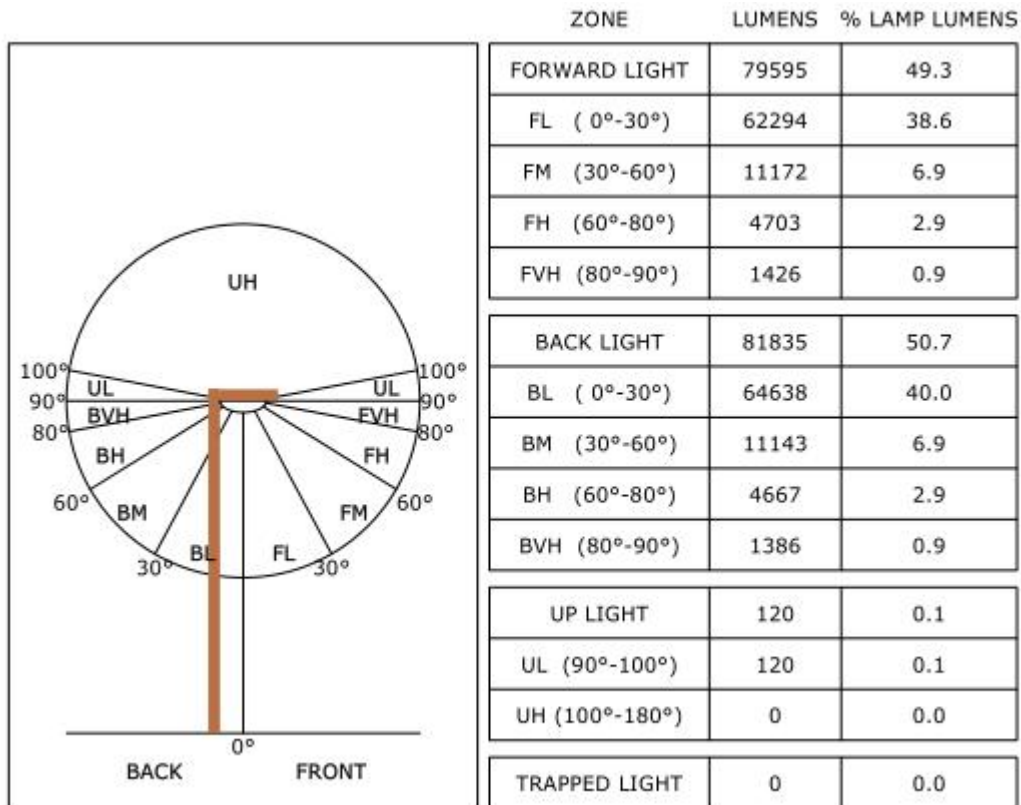 ZONE LUMENS % LAMP LUMENS
FORWARD LIGHT 79595 49.3
FL ( 0°-30°) 62294 38.6
FM (30°-60°) 11172 6.9
FH (60°-80°) 4703 2.9
FVH (80°-90°) 1426 0.9
BACK LIGHT 81835 50.7
BL ( 0°-30°) 64638 40.0
BM (30°-60°) 11143 6.9
BH (60°-80°) 4667 2.9
BVH (80°-90°) 1386 0.9
UP LIGHT 120 0.1
UL (90°-100°) 120 0.1
UH (100°-180°) 0 0.0
TRAPPED LIGHT 0 0.0
UH
100° 100°
UL UL
90° 90°
BVH FVH
80° 80°
BH FH
60° 60°
BM FM
BL FL
30° 30°
0°
BACK FRONT